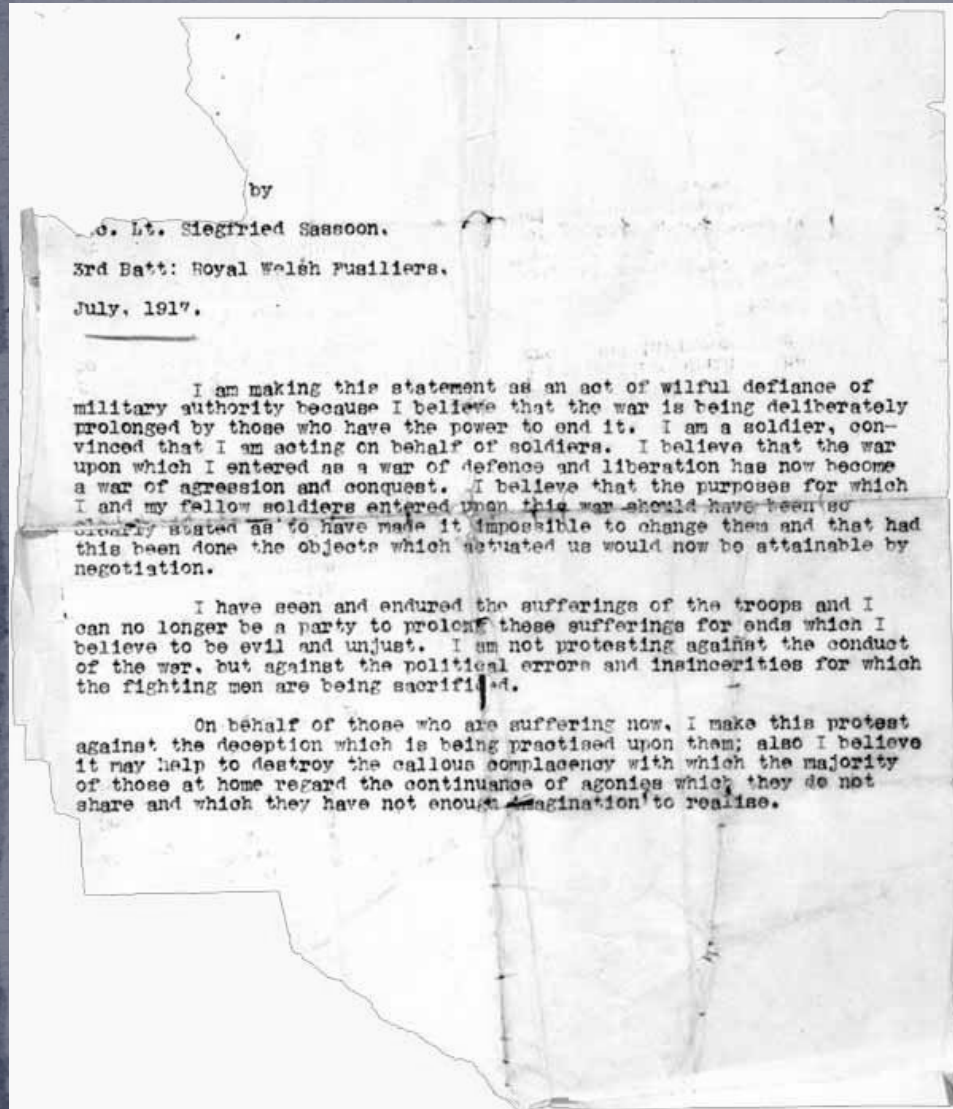 by
Lt. Siegfried Sassoon.
3rd Batt: Royal Welsh Fusiliers.
July, 1917.
I am making this statement as an act of wilful defiance of
military authority because I believe that the war is being deliberately
prolonged by those who have the power to end it. I am a soldier, con-
vinced that I am acting on behalf of soldiers. I believe that the war
upon which I entered as a war of defence and liberation has now become
a war of agression and conquest. I believe that the purposes for which
I and my fellow soldiers entered upon this war should have been so
clearly stated as to have made it impossible to change them and that had
this been done the objects which actuated us would now be attainable by
negotiation.
I have seen and endured the sufferings of the troops and I
can no longer be a party to prolong these sufferings for ends which I
believe to be evil and unjust. I am not protesting against the conduct
of the war, but against the political errors and insincerities for which
the fighting men are being sacrificed.
On behalf of those who are suffering now, I make this protest
against the deception which is being practised upon them; also I believe
it may help to destroy the callous complacency with which the majority
of those at home regard the continuance of agonies which they do not
share and which they have not enough imagination to realise.